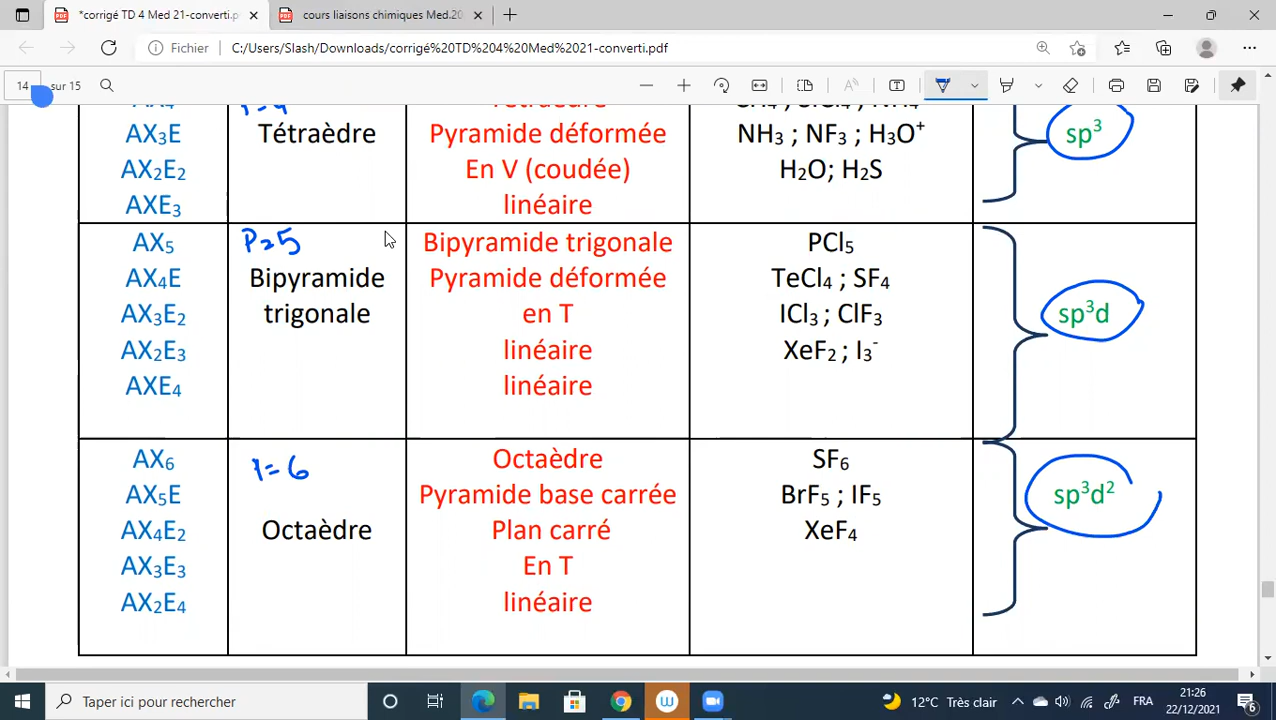 *corrigé TD 4 Med 21-converti.p
cours liaisons chimiques Med.20
Fichier
C:/Users/Slash/Downloads/corrigé%20TD%204%20Med%2021-converti.pdf
14 sur 15
AX₃E Tétraèdre Pyramide déformée NH₃ ; NF₃ ; H₃O⁺ sp³
AX₂E₂ En V (coudée) H₂O; H₂S
AXE₃ linéaire
AX₅ P=5 Bipyramide trigonale PCl₅
AX₄E Bipyramide Pyramide déformée TeCl₄ ; SF₄
AX₃E₂ trigonale en T ICl₃ ; ClF₃ sp³d
AX₂E₃ linéaire XeF₂ ; I₃⁻
AXE₄ linéaire
AX₆ P=6 Octaèdre SF₆
AX₅E Pyramide base carrée BrF₅ ; IF₅ sp³d²
AX₄E₂ Octaèdre Plan carré XeF₄
AX₃E₃ En T
AX₂E₄ linéaire
Taper ici pour rechercher
12°C Très clair
FRA
21:26
22/12/2021
6